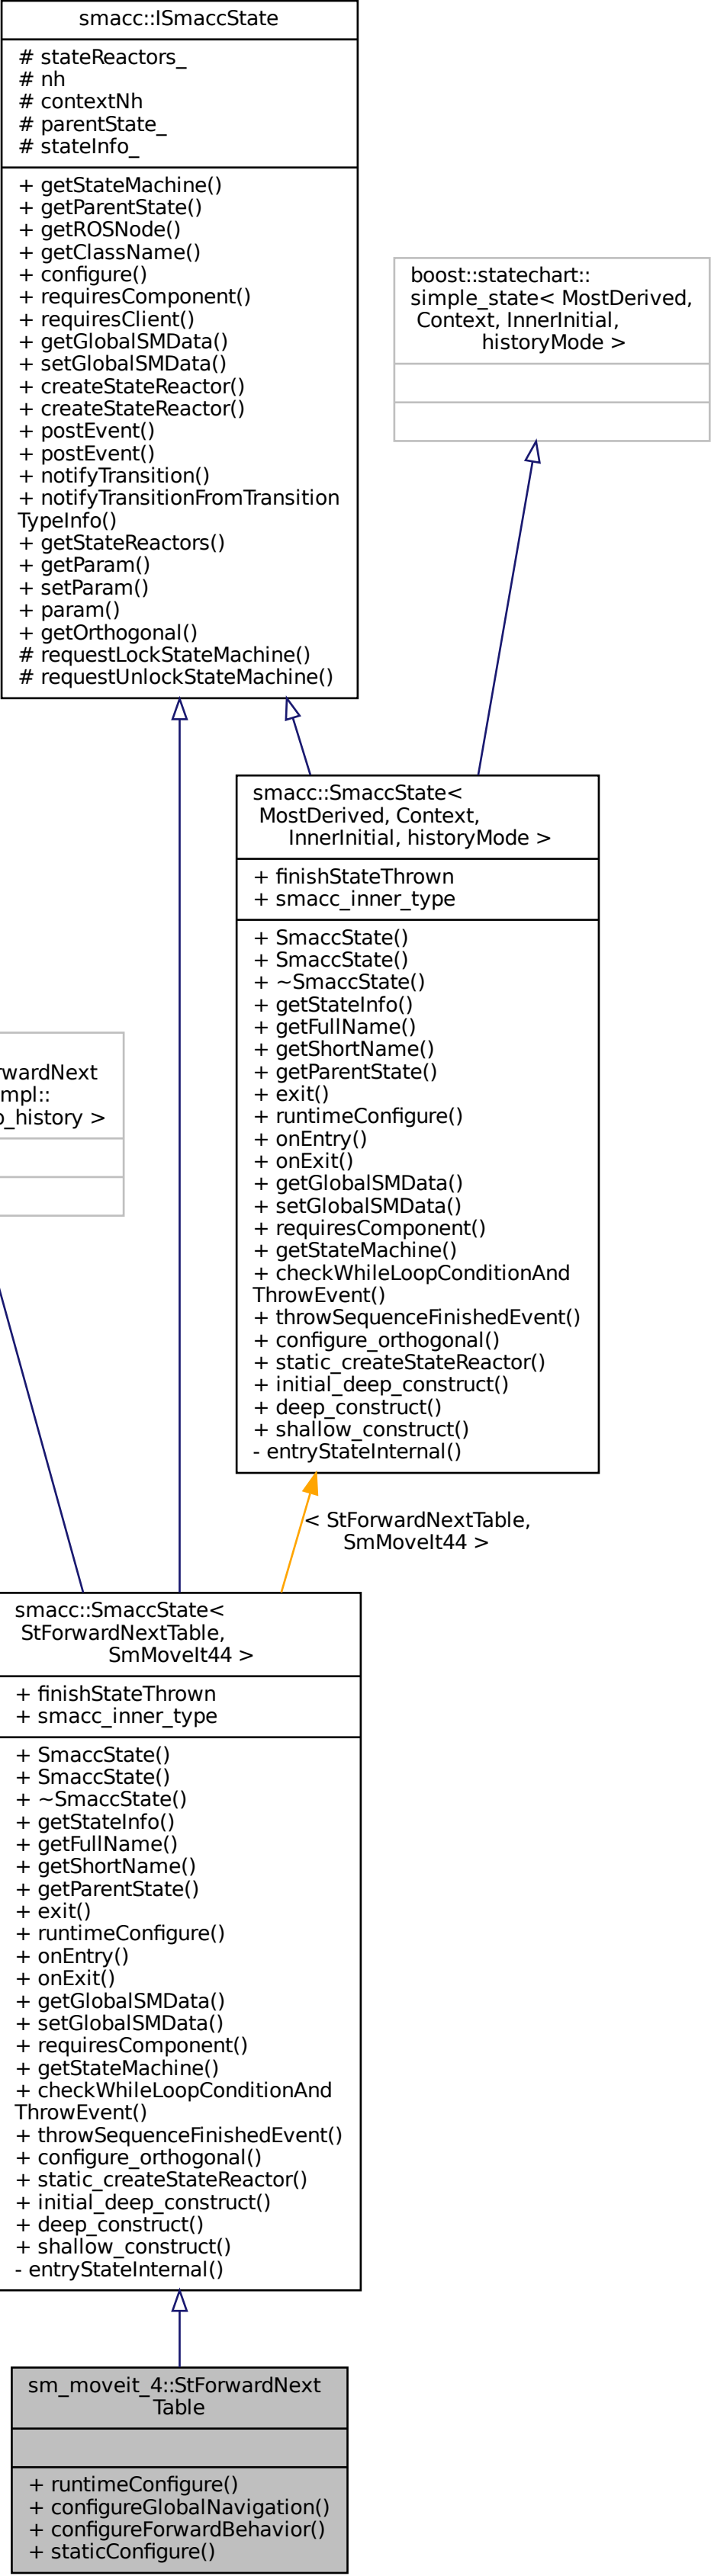 smacc::ISmaccState
# stateReactors_
# nh
# contextNh
# parentState_
# stateInfo_
+ getStateMachine()
+ getParentState()
+ getROSNode()
+ getClassName()
+ configure()
+ requiresComponent()
+ requiresClient()
+ getGlobalSMData()
+ setGlobalSMData()
+ createStateReactor()
+ createStateReactor()
+ postEvent()
+ postEvent()
+ notifyTransition()
+ notifyTransitionFromTransition
TypeInfo()
+ getStateReactors()
+ getParam()
+ setParam()
+ param()
+ getOrthogonal()
# requestLockStateMachine()
# requestUnlockStateMachine()
boost::statechart::
simple_state< MostDerived,
Context, InnerInitial,
historyMode >
smacc::SmaccState<
MostDerived, Context,
InnerInitial, historyMode >
+ finishStateThrown
+ smacc_inner_type
+ SmaccState()
+ SmaccState()
+ ~SmaccState()
+ getStateInfo()
+ getFullName()
+ getShortName()
+ getParentState()
+ exit()
+ runtimeConfigure()
+ onEntry()
+ onExit()
+ getGlobalSMData()
+ setGlobalSMData()
+ requiresComponent()
+ getStateMachine()
+ checkWhileLoopConditionAnd
ThrowEvent()
+ throwSequenceFinishedEvent()
+ configure_orthogonal()
+ static_createStateReactor()
+ initial_deep_construct()
+ deep_construct()
+ shallow_construct()
- entryStateInternal()
rwardNext
mpl::
o_history >
< StForwardNextTable,
SmMoveIt44 >
smacc::SmaccState<
StForwardNextTable,
SmMoveIt44 >
+ finishStateThrown
+ smacc_inner_type
+ SmaccState()
+ SmaccState()
+ ~SmaccState()
+ getStateInfo()
+ getFullName()
+ getShortName()
+ getParentState()
+ exit()
+ runtimeConfigure()
+ onEntry()
+ onExit()
+ getGlobalSMData()
+ setGlobalSMData()
+ requiresComponent()
+ getStateMachine()
+ checkWhileLoopConditionAnd
ThrowEvent()
+ throwSequenceFinishedEvent()
+ configure_orthogonal()
+ static_createStateReactor()
+ initial_deep_construct()
+ deep_construct()
+ shallow_construct()
- entryStateInternal()
sm_moveit_4::StForwardNext
Table
+ runtimeConfigure()
+ configureGlobalNavigation()
+ configureForwardBehavior()
+ staticConfigure()